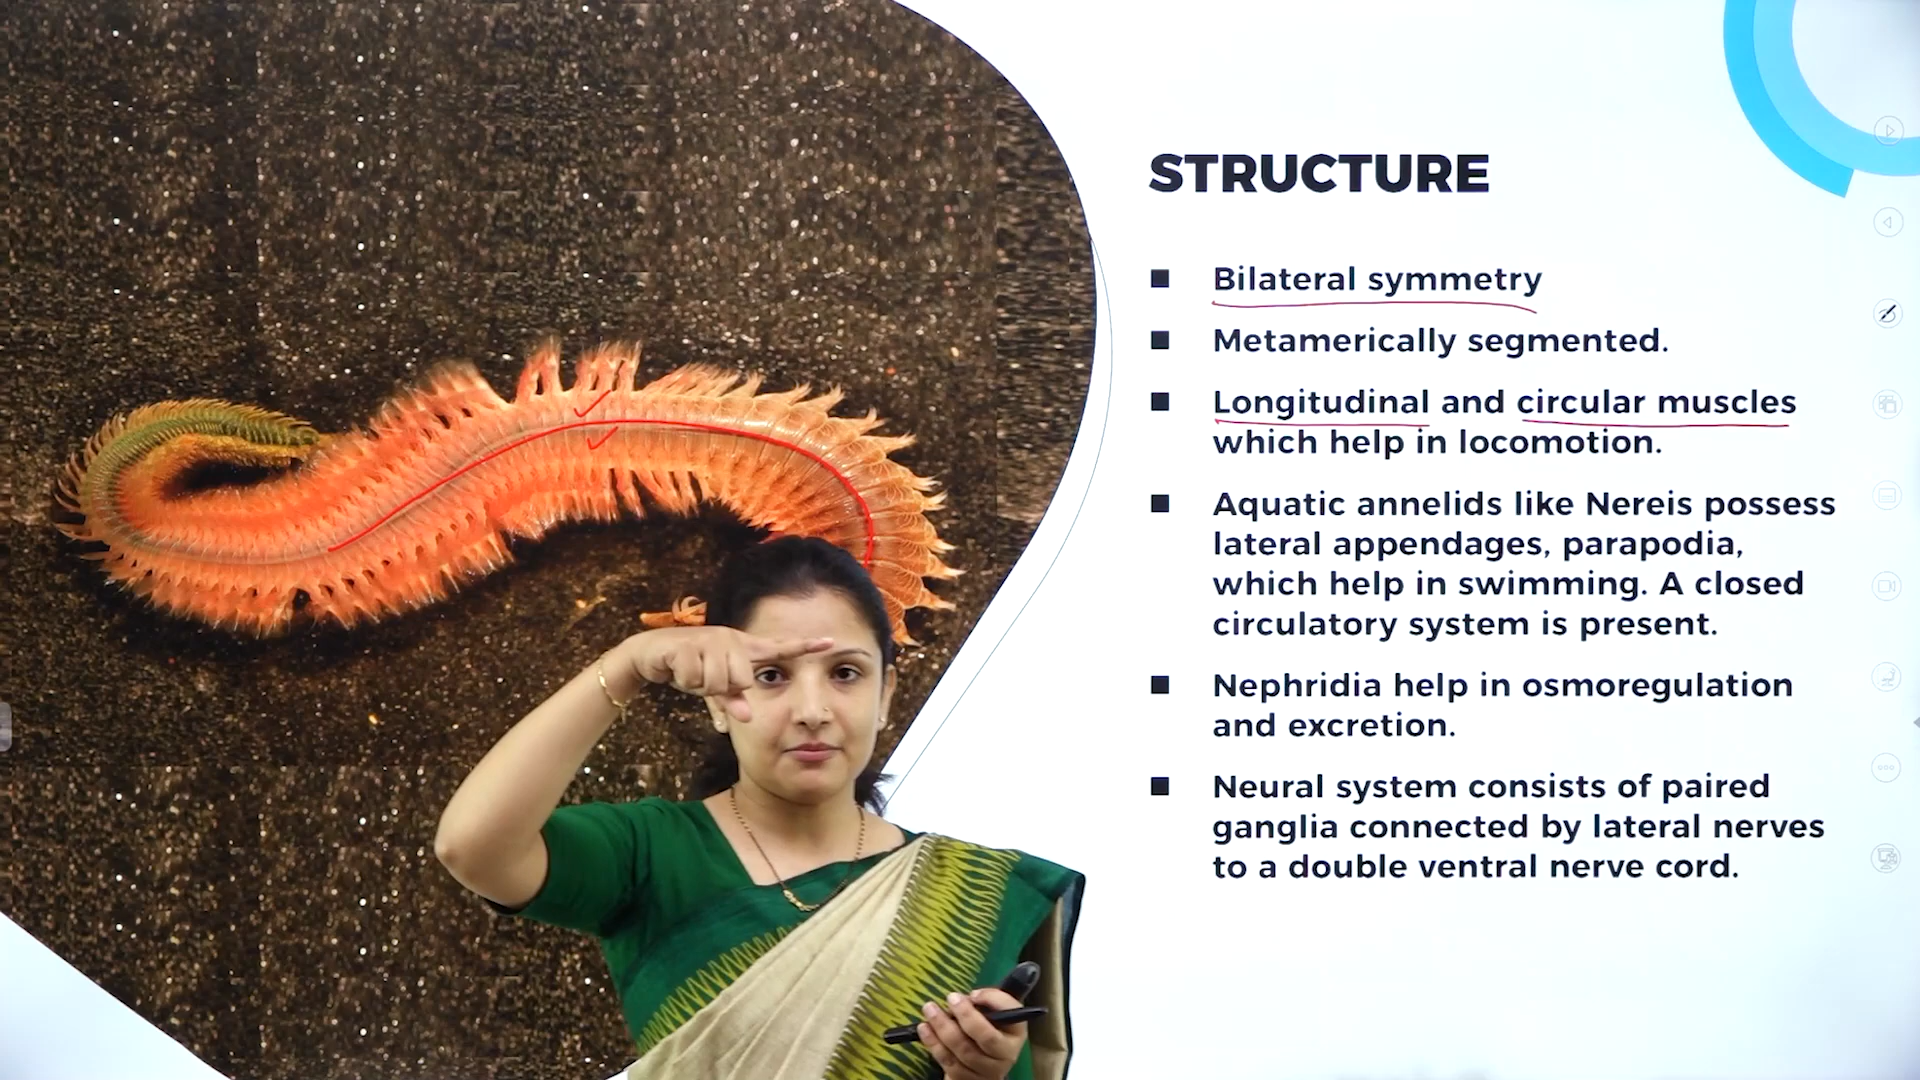 STRUCTURE
Bilateral symmetry
Metamerically segmented.
Longitudinal and circular muscles
which help in locomotion.
Aquatic annelids like Nereis possess
lateral appendages, parapodia,
which help in swimming. A closed
circulatory system is present.
Nephridia help in osmoregulation
and excretion.
Neural system consists of paired
ganglia connected by lateral nerves
to a double ventral nerve cord.